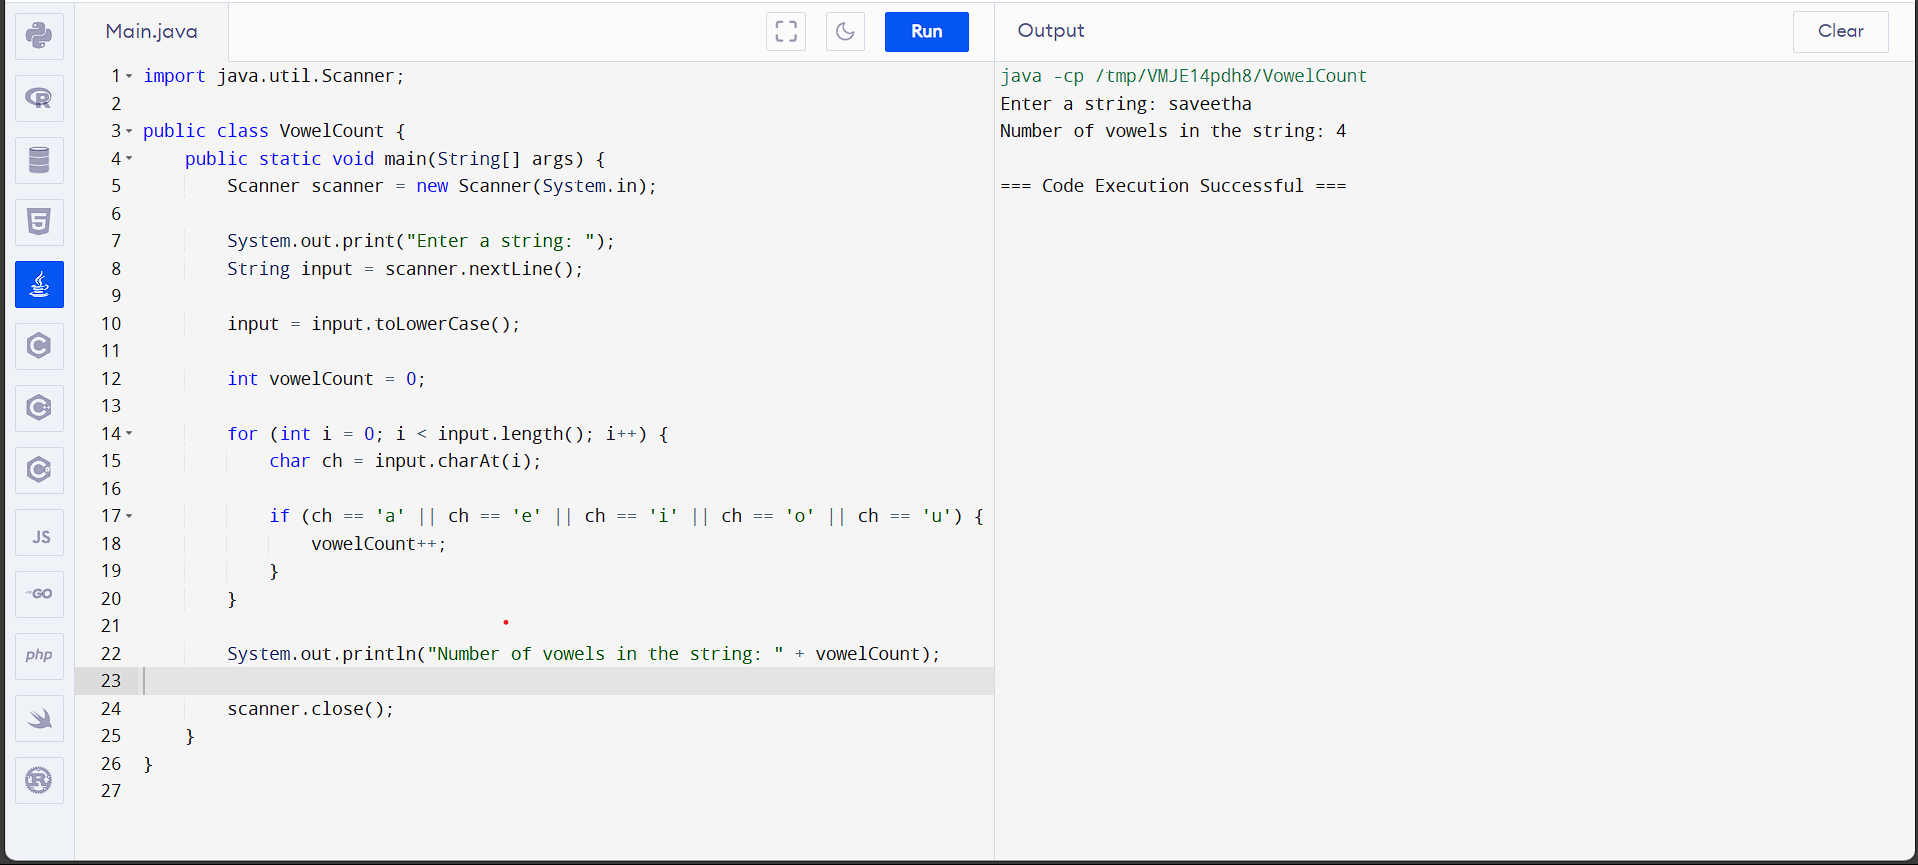 Main.java
Run
Output
Clear
1 import java.util.Scanner;
2
3 public class VowelCount {
4     public static void main(String[] args) {
5         Scanner scanner = new Scanner(System.in);
6
7         System.out.print("Enter a string: ");
8         String input = scanner.nextLine();
9
10         input = input.toLowerCase();
11
12         int vowelCount = 0;
13
14         for (int i = 0; i < input.length(); i++) {
15             char ch = input.charAt(i);
16
17             if (ch == 'a' || ch == 'e' || ch == 'i' || ch == 'o' || ch == 'u') {
18                 vowelCount++;
19             }
20         }
21
22         System.out.println("Number of vowels in the string: " + vowelCount);
23
24         scanner.close();
25     }
26 }
27
java -cp /tmp/VMJE14pdh8/VowelCount
Enter a string: saveetha
Number of vowels in the string: 4
=== Code Execution Successful ===
R
5
C
C++
C#
JS
GO
php
R